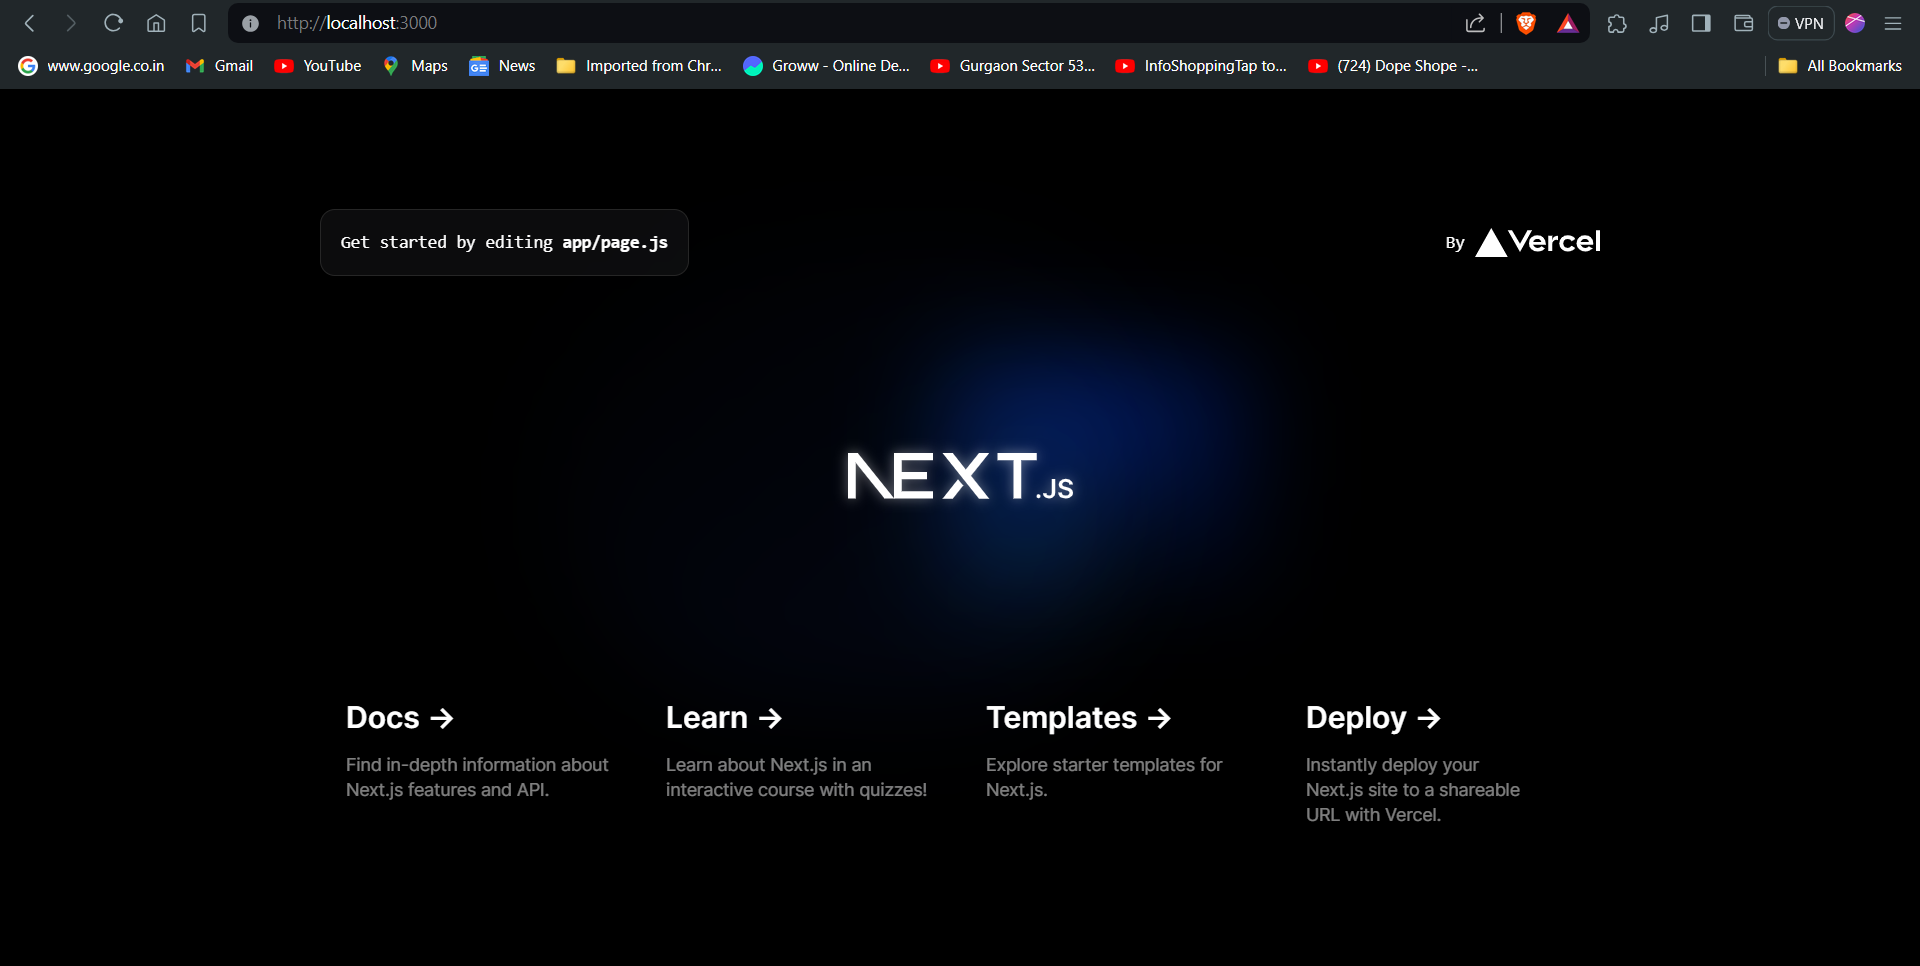 http://localhost:3000
VPN
www.google.co.in Gmail YouTube Maps News Imported from Chr... Groww - Online De... Gurgaon Sector 53... InfoShoppingTap to... (724) Dope Shope -... All Bookmarks
Get started by editing app/page.js
By Vercel
NEXT.JS
Docs →
Find in-depth information about
Next.js features and API.
Learn →
Learn about Next.js in an
interactive course with quizzes!
Templates →
Explore starter templates for
Next.js.
Deploy →
Instantly deploy your
Next.js site to a shareable
URL with Vercel.